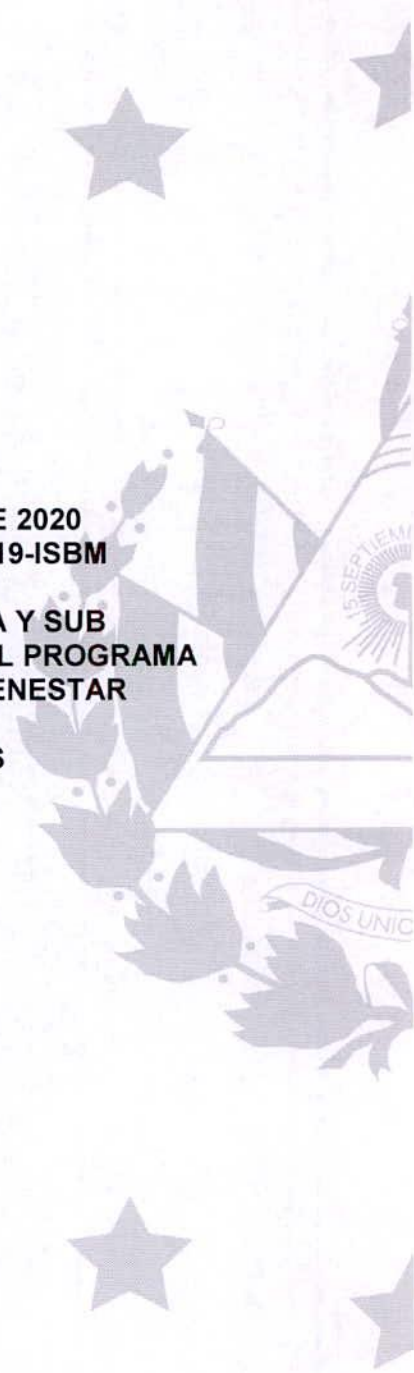 E 2020
19-ISBM
A Y SUB
L PROGRAMA
ENESTAR
S
15 SEPTIEM
DIOS UNIC